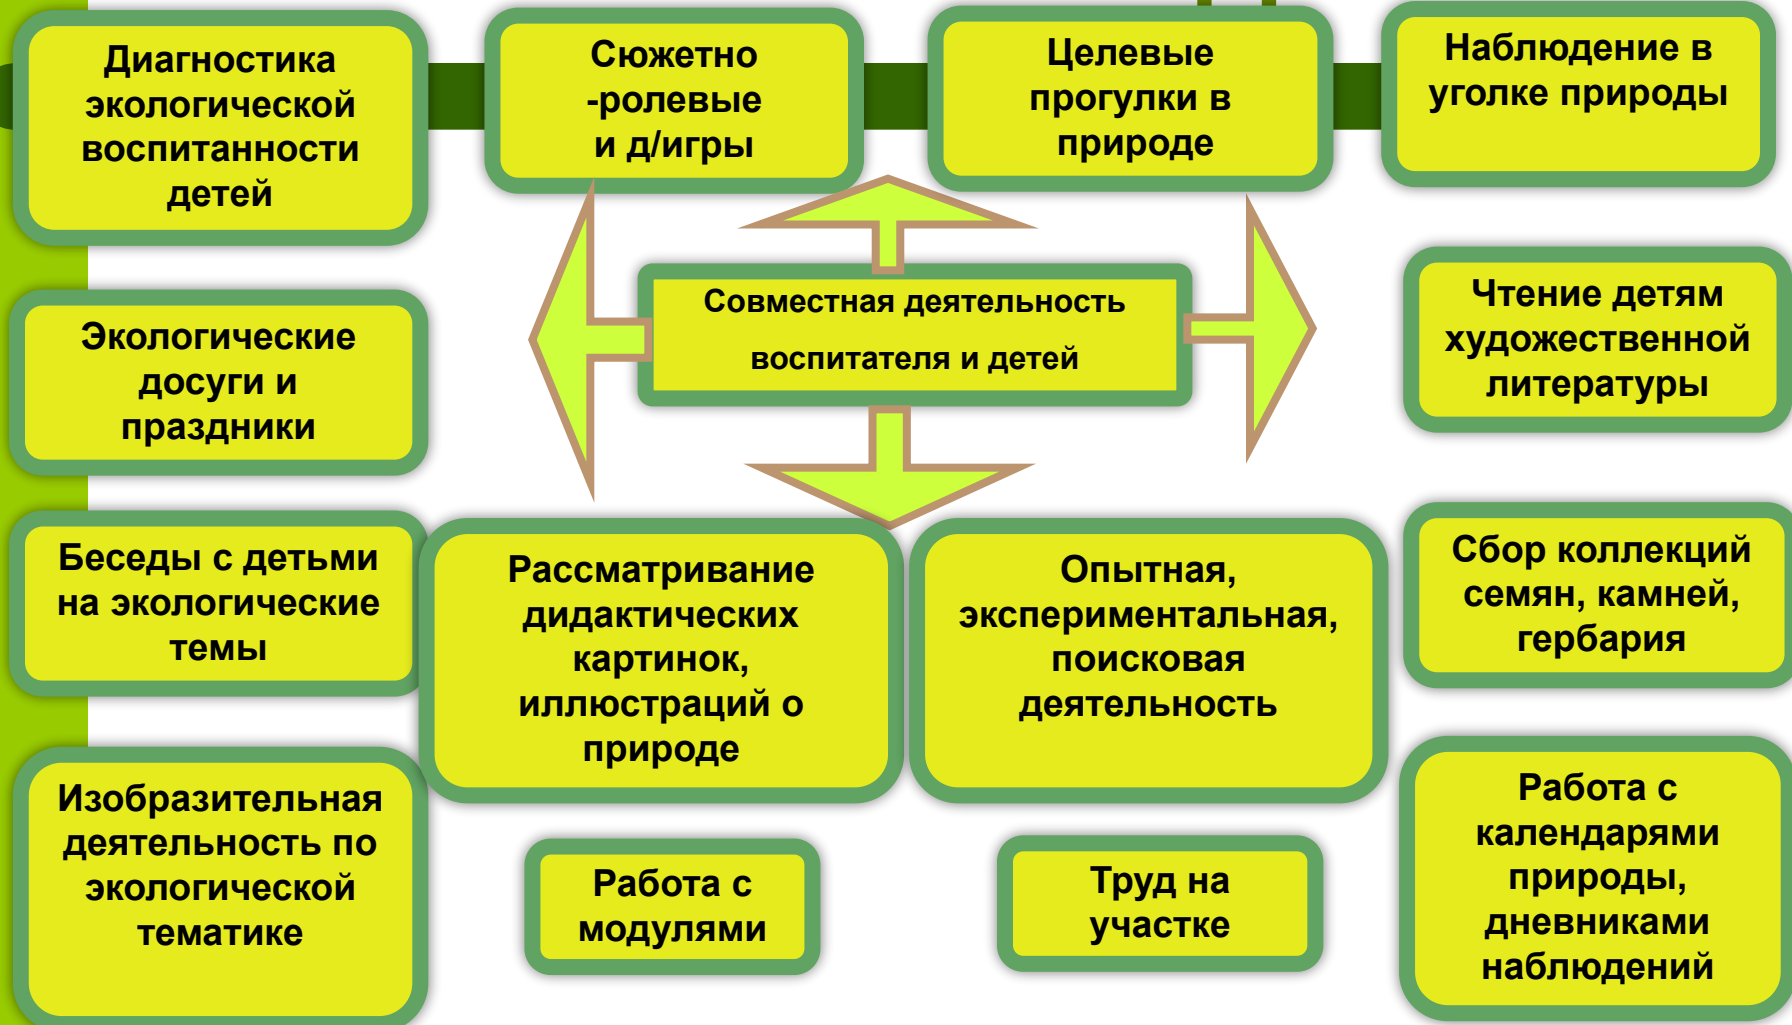 Диагностика
экологической
воспитанности
детей
Сюжетно
-ролевые
и д/игры
Целевые
прогулки в
природе
Наблюдение в
уголке природы
Совместная деятельность
воспитателя и детей
Экологические
досуги и
праздники
Чтение детям
художественной
литературы
Беседы с детьми
на экологические
темы
Рассматривание
дидактических
картинок,
иллюстраций о
природе
Опытная,
экспериментальная,
поисковая
деятельность
Сбор коллекций
семян, камней,
гербария
Изобразительная
деятельность по
экологической
тематике
Работа с
модулями
Труд на
участке
Работа с
календарями
природы,
дневниками
наблюдений